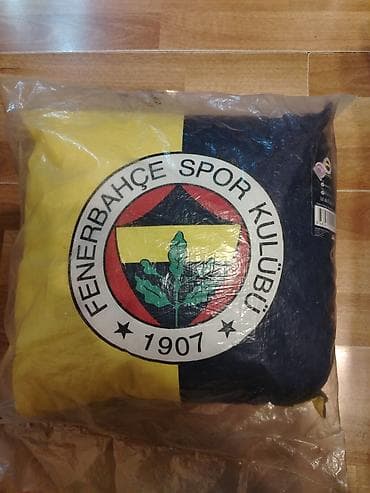 FENERBAHÇE SPOR KULÜBÜ
★ 1907 ★